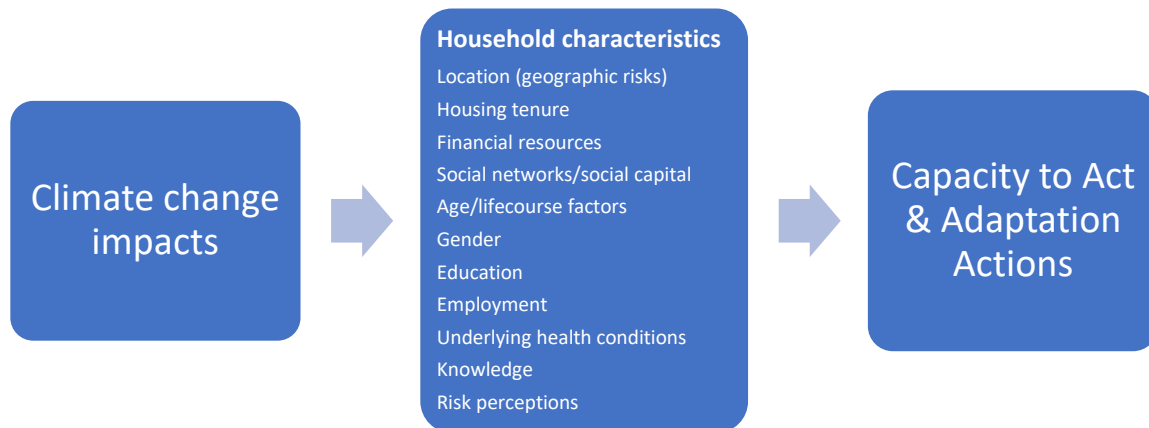 Climate change
impacts
Household characteristics
Location (geographic risks)
Housing tenure
Financial resources
Social networks/social capital
Age/lifecourse factors
Gender
Education
Employment
Underlying health conditions
Knowledge
Risk perceptions
Capacity to Act
& Adaptation
Actions